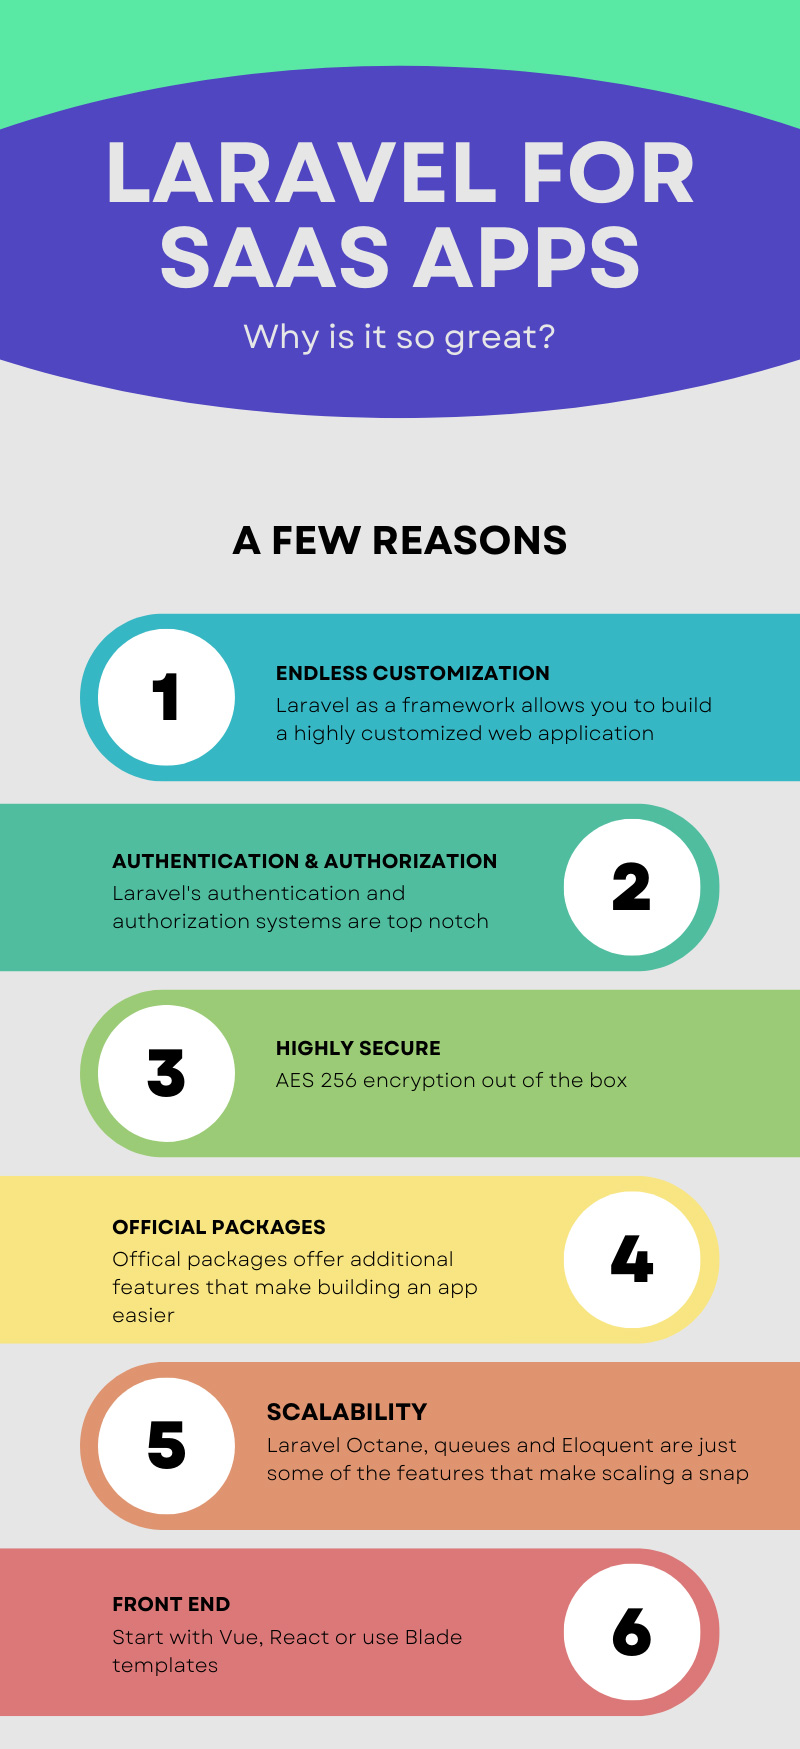 LARAVEL FOR
SAAS APPS
Why is it so great?
A FEW REASONS
1
ENDLESS CUSTOMIZATION
Laravel as a framework allows you to build
a highly customized web application
AUTHENTICATION & AUTHORIZATION
Laravel's authentication and
authorization systems are top notch
2
3
HIGHLY SECURE
AES 256 encryption out of the box
OFFICIAL PACKAGES
Offical packages offer additional
features that make building an app
easier
4
5
SCALABILITY
Laravel Octane, queues and Eloquent are just
some of the features that make scaling a snap
FRONT END
Start with Vue, React or use Blade
templates
6